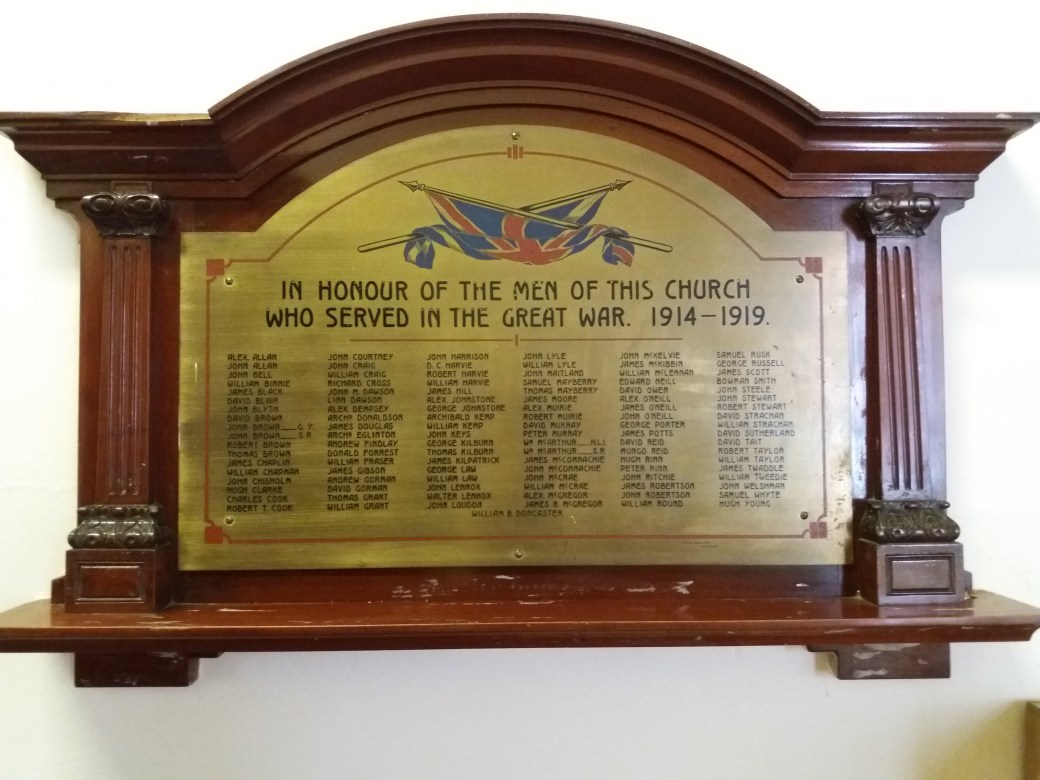 IN HONOUR OF THE MEN OF THIS CHURCH
WHO SERVED IN THE GREAT WAR. 1914–1919.
ALEX. ALLAN
JOHN ALLAN
JOHN BELL
WILLIAM BINNIE
JAMES BLACK
DAVID BLAIR
JOHN BLYTH
DAVID BROWN
JOHN BROWN___G.Y.
JOHN BROWN___S.R.
ROBERT BROWN
THOMAS BROWN
JAMES CHAPLIN
WILLIAM CHAPMAN
JOHN CHISHOLM
HUGH CLARKE
CHARLES COOK
ROBERT T. COOK
JOHN COURTNEY
JOHN CRAIG
WILLIAM CRAIG
RICHARD CROSS
JOHN M. DAWSON
LINN DAWSON
ALEX. DEMPSEY
ARCHD DONALDSON
JAMES DOUGLAS
ARCHD EGLINTON
ANDREW FINDLAY
DONALD FORREST
WILLIAM FRASER
JAMES GIBSON
ANDREW GORMAN
DAVID GORMAN
THOMAS GRANT
WILLIAM GRANT
JOHN HARRISON
D. C. HARVIE
ROBERT HARVIE
WILLIAM HARVIE
JAMES HILL
ALEX. JOHNSTONE
GEORGE JOHNSTONE
ARCHIBALD KEMP
WILLIAM KEMP
JOHN KEYS
GEORGE KILBURN
THOMAS KILBURN
JAMES KILPATRICK
GEORGE LAW
WILLIAM LAW
JOHN LENNOX
WALTER LENNOX
JOHN LOUDON
JOHN LYLE
WILLIAM LYLE
JOHN MAITLAND
SAMUEL MAYBERRY
THOMAS MAYBERRY
JAMES MOORE
ALEX MUIRIE
ROBERT MUIRIE
DAVID MURRAY
PETER MURRAY
WM McARTHUR___H.L.I.
WM McARTHUR___S.R.
JAMES McCONNACHIE
JOHN McCONNACHIE
JOHN McCRAE
WILLIAM McCRAE
ALEX McGREGOR
JAMES B. McGREGOR
JOHN McKELVIE
JAMES McKIBBIN
WILLIAM McLENNAN
EDWARD NEILL
DAVID OWEN
ALEX. O'NEILL
JAMES O'NEILL
JOHN O'NEILL
GEORGE PORTER
JAMES POTTS
DAVID REID
MUNGO REID
HUGH RINN
PETER RINN
JOHN RITCHIE
JAMES ROBERTSON
JOHN ROBERTSON
WILLIAM ROUND
SAMUEL RUSK
GEORGE RUSSELL
JAMES SCOTT
BOWMAN SMITH
JOHN STEELE
JOHN STEWART
ROBERT STEWART
DAVID STRACHAN
WILLIAM STRACHAN
DAVID SUTHERLAND
DAVID TAIT
ROBERT TAYLOR
WILLIAM TAYLOR
JAMES TWADDLE
WILLIAM TWEEDIE
JOHN WELSHMAN
SAMUEL WHYTE
HUGH YOUNG
WILLIAM B. DONCASTER